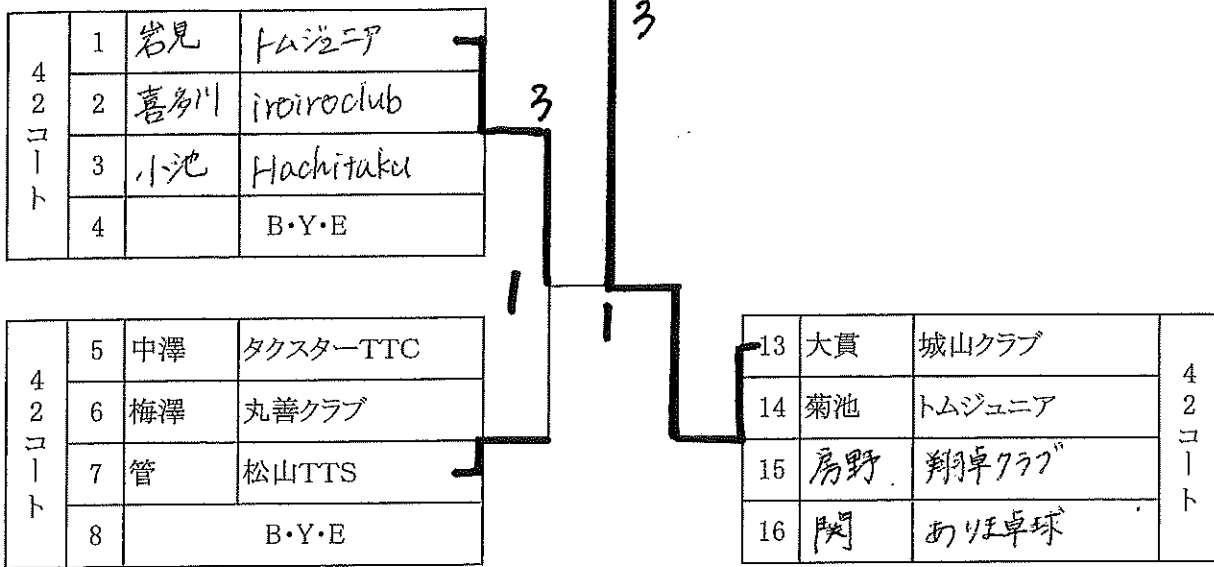 3
42コート
1 岩見 トムジュニア
2 喜多川 iroiroclub
3 小池 Hachitaku
4 B・Y・E
3
1
1
42コート
5 中澤 タクスターTTC
6 梅澤 丸善クラブ
7 管 松山TTS
8 B・Y・E
42コート
13 大貫 城山クラブ
14 菊池 トムジュニア
15 房野 翔卓クラブ
16 関 ありま卓球